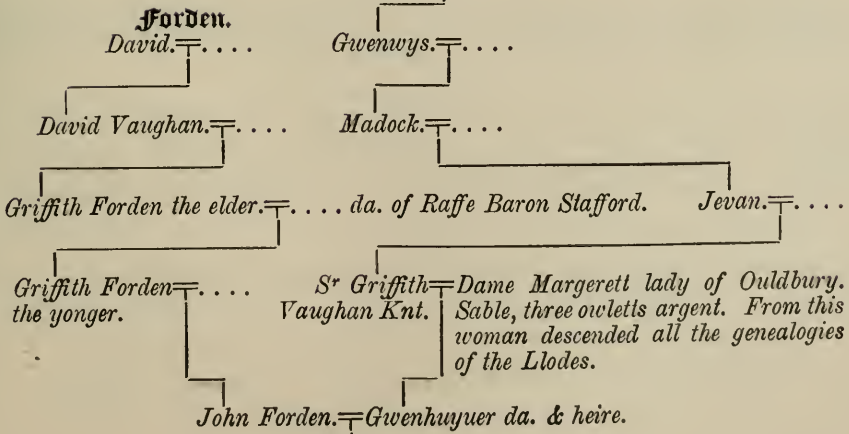 Forden.
David. . . . . Gwenwys. . . . .
David Vaughan. . . . . Madock. . . . .
Griffith Forden the elder. . . . . da. of Raffe Baron Stafford. Jevan. . . . .
Griffith Forden . . . . Sr Griffith Dame Margerett lady of Ouldbury.
the yonger. Vaughan Knt. Sable, three owletts argent. From this
woman descended all the genealogies
of the Llodes.
John Forden. Gwenhuyuer da. & heire.